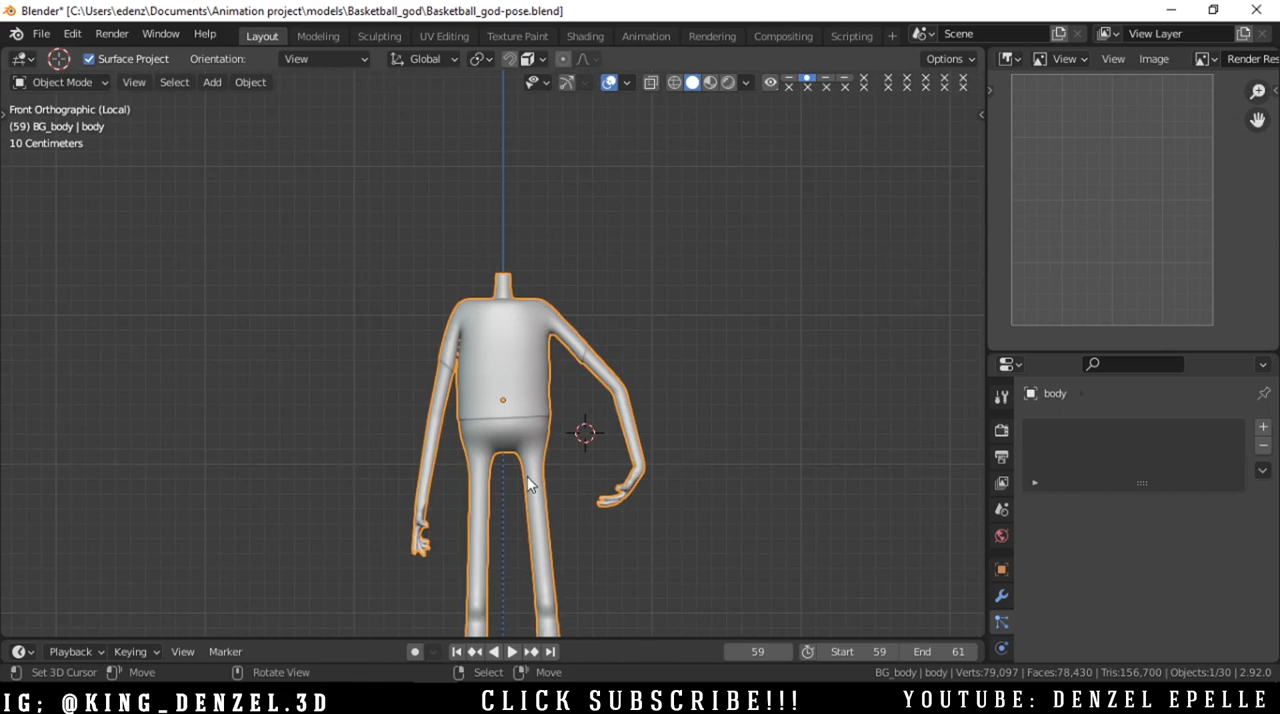 Blender* [C:\Users\edenz\Documents\Animation project\models\Basketball_god\Basketball_god-pose.blend]
File Edit Render Window Help Layout Modeling Sculpting UV Editing Texture Paint Shading Animation Rendering Compositing Scripting + Scene View Layer
Surface Project Orientation: View Global Options View View Image Render Res
Object Mode View Select Add Object
Front Orthographic (Local)
(59) BG_body | body
10 Centimeters
body
Playback Keying View Marker 59 Start 59 End 61
Set 3D Cursor Move Rotate View Select Move BG_body | body | Verts:79,097 | Faces:78,430 | Tris:156,700 | Objects:1/30 | 2.92.0
IG; @KING_DENZEL.3D CLICK SUBSCRIBE!!! YOUTUBE: DENZEL EPELLE